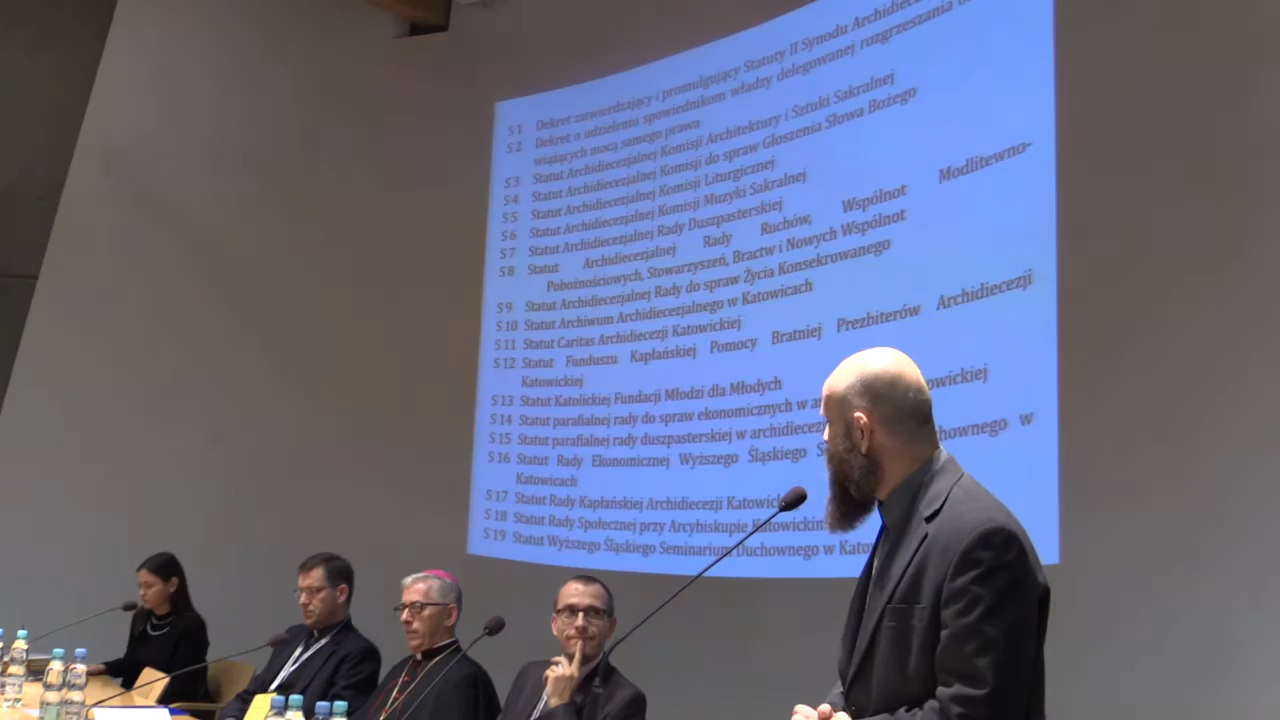 S 1 Dekret zatwierdzający i promulgujący Statuty II Synodu
S 2 Dekret o udzieleniu spowiednikom władzy delegowanej rozgrzeszania
wiążących mocą samego prawa
S 3 Statut Archidiecezjalnej Komisji Architektury i Sztuki Sakralnej
S 4 Statut Archidiecezjalnej Komisji do spraw Głoszenia Słowa Bożego
S 5 Statut Archidiecezjalnej Komisji Liturgicznej
S 6 Statut Archidiecezjalnej Komisji Muzyki Sakralnej
S 7 Statut Archidiecezjalnej Rady Duszpasterskiej
S 8 Statut Archidiecezjalnej Rady Ruchów, Wspólnot Modlitewno-
Pobożnościowych, Stowarzyszeń, Bractw i Nowych Wspólnot
S 9 Statut Archidiecezjalnej Rady do spraw Życia Konsekrowanego
S 10 Statut Archiwum Archidiecezjalnego w Katowicach
S 11 Statut Caritas Archidiecezji Katowickiej
S 12 Statut Funduszu Kapłańskiej Pomocy Bratniej Prezbiterów Archidiecezji
Katowickiej
S 13 Statut Katolickiej Fundacji Młodzi dla Młodych
S 14 Statut parafialnej rady do spraw ekonomicznych w
S 15 Statut parafialnej rady duszpasterskiej w
S 16 Statut Rady Ekonomicznej Wyższego Śląskiego w
Katowicach
S 17 Statut Rady Kapłańskiej Archidiecezji
S 18 Statut Rady Społecznej przy Arcybiskupie
S 19 Statut Wyższego Śląskiego Seminarium Duchownego w